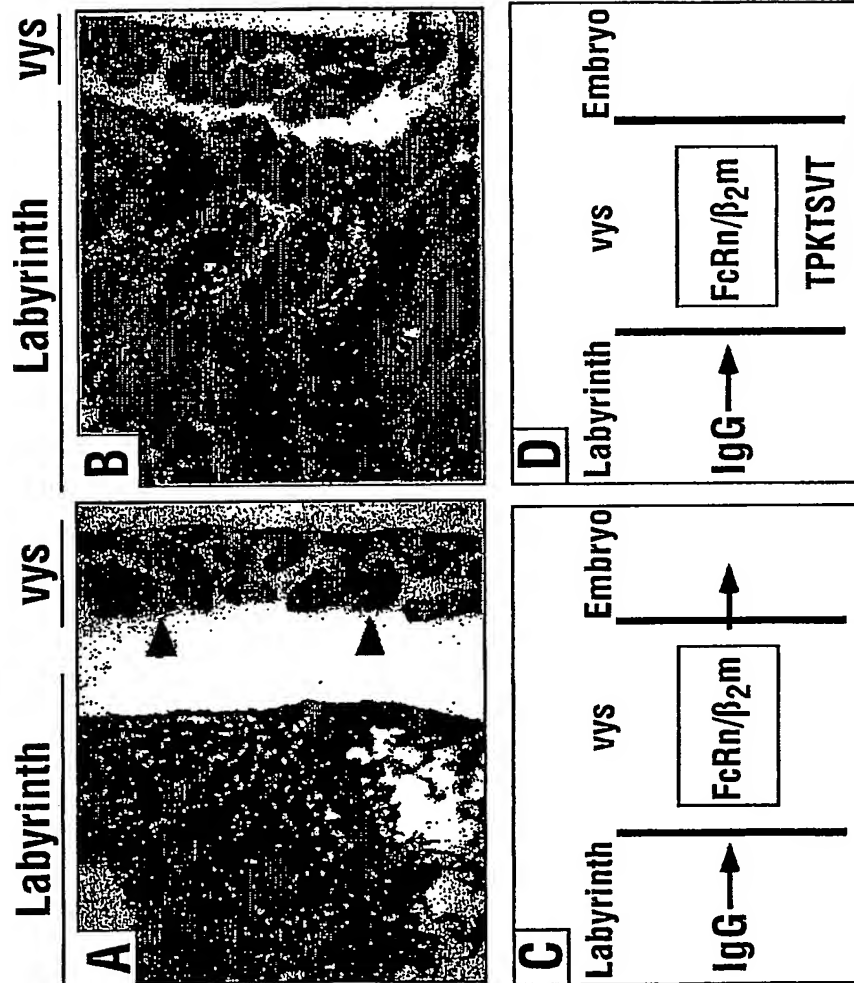 Labyrinth vys
A
Labyrinth vys
B
C
Labyrinth vys Embryo
IgG FcRn/β₂m
D
Labyrinth vys Embryo
IgG FcRn/β₂m
TPKTSVT